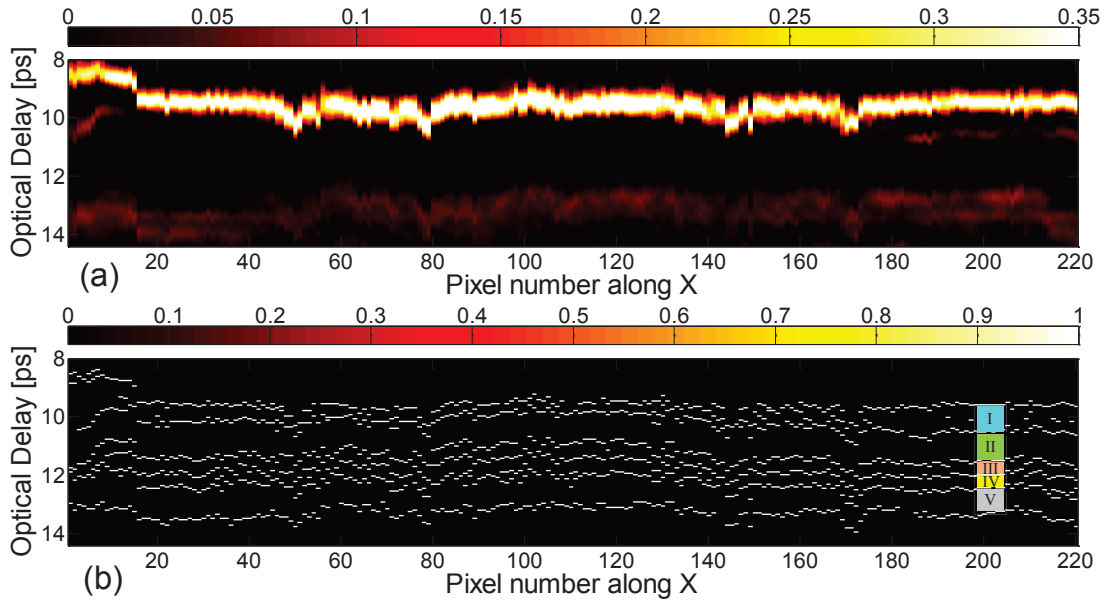 0 0.05 0.1 0.15 0.2 0.25 0.3 0.35
Optical Delay [ps]
8
10
12
14
20 40 60 80 100 120 140 160 180 200 220
(a)
Pixel number along X
0 0.1 0.2 0.3 0.4 0.5 0.6 0.7 0.8 0.9 1
Optical Delay [ps]
8
10
12
14
I
II
III
IV
V
20 40 60 80 100 120 140 160 180 200 220
(b)
Pixel number along X